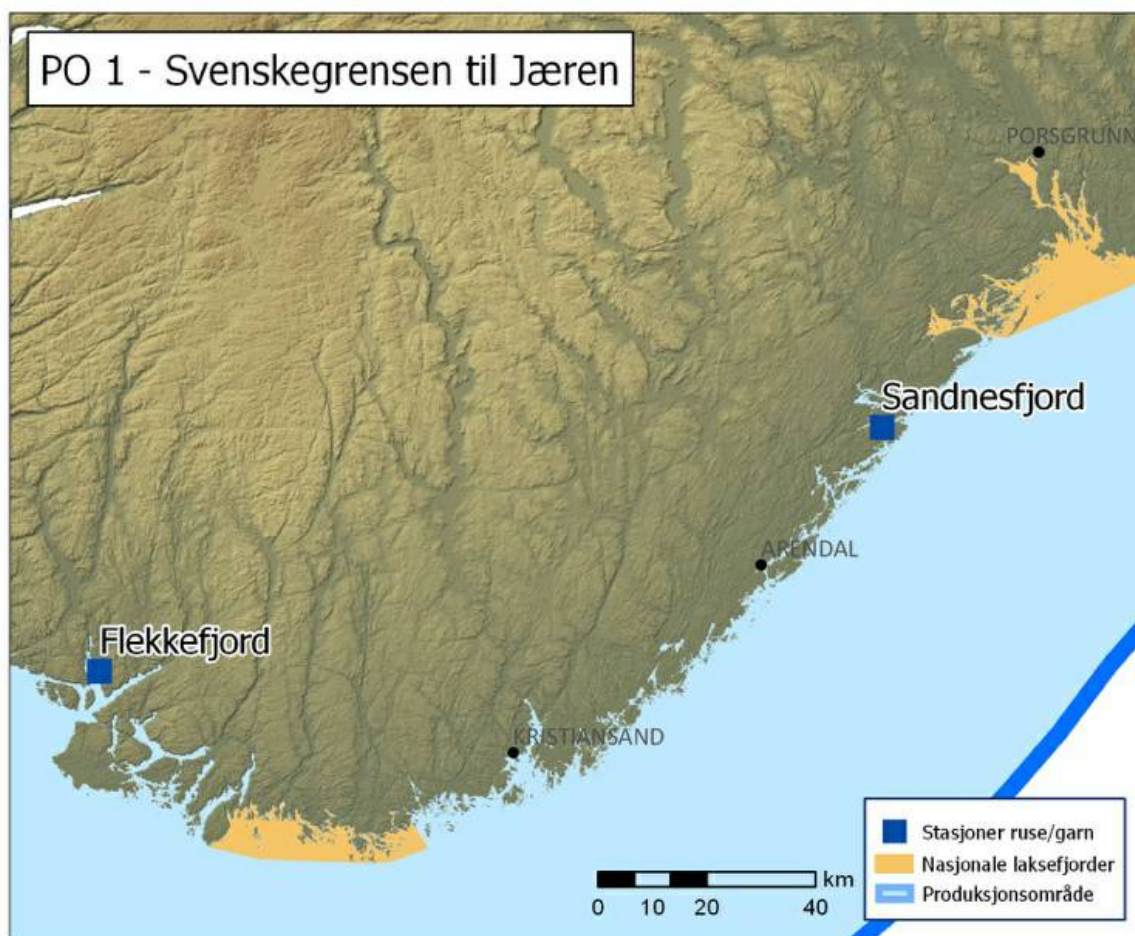 PO 1 - Svenskegrensen til Jæren
PORSGRUNN
Sandnesfjord
ARENDAL
Flekkefjord
KRISTIANSAND
Stasjoner ruse/garn
Nasjonale laksefjorder
Produksjonsområde
km
0 10 20 40